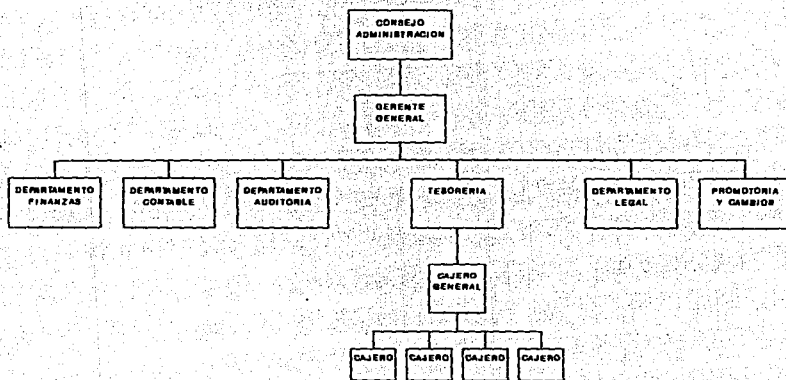 CONSEJO
ADMINISTRACION
GERENTE
GENERAL
DEPARTAMENTO
FINANZAS
DEPARTAMENTO
CONTABLE
DEPARTAMENTO
AUDITORIA
TESORERIA
DEPARTAMENTO
LEGAL
PROMOTORIA
Y CAMBIOS
CAJERO
GENERAL
CAJERO
CAJERO
CAJERO
CAJERO